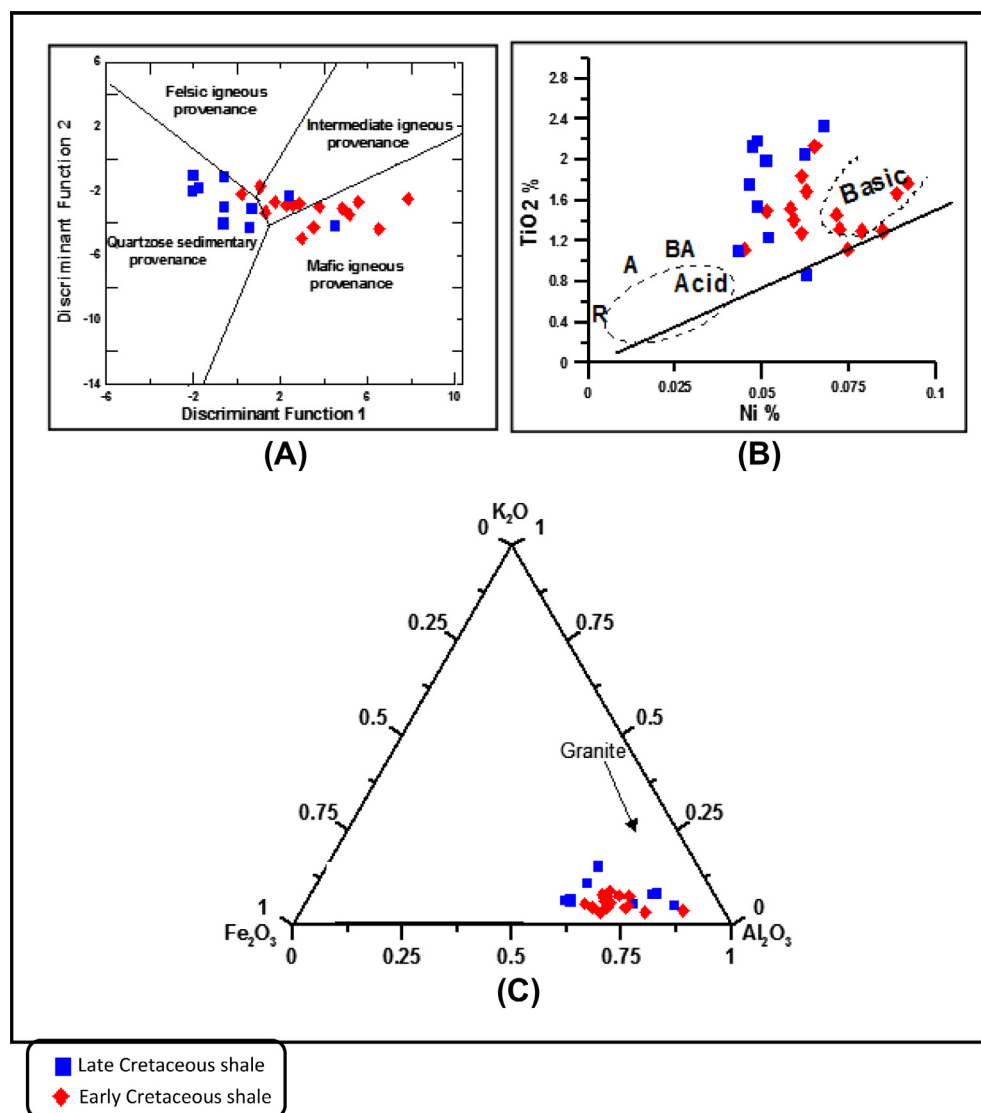 6
2
-2
-6
-10
-14
Discriminant Function 2
Felsic igneous
provenance
Intermediate igneous
provenance
Quartzose sedimentary
provenance
Mafic igneous
provenance
-2
2
6
10
Discriminant Function 1
(A)
2.8
2.4
2
1.6
1.2
0.8
0.4
0
TiO2 %
Basic
BA
A
Acid
R
0
0.025
0.05
0.075
0.1
Ni %
(B)
K₂O
0
1
0.25
0.75
0.5
0.5
Granite
0.75
0.25
1
0
Fe₂O₃
Al₂O₃
0
0.25
0.5
0.75
1
(C)
Late Cretaceous shale
Early Cretaceous shale